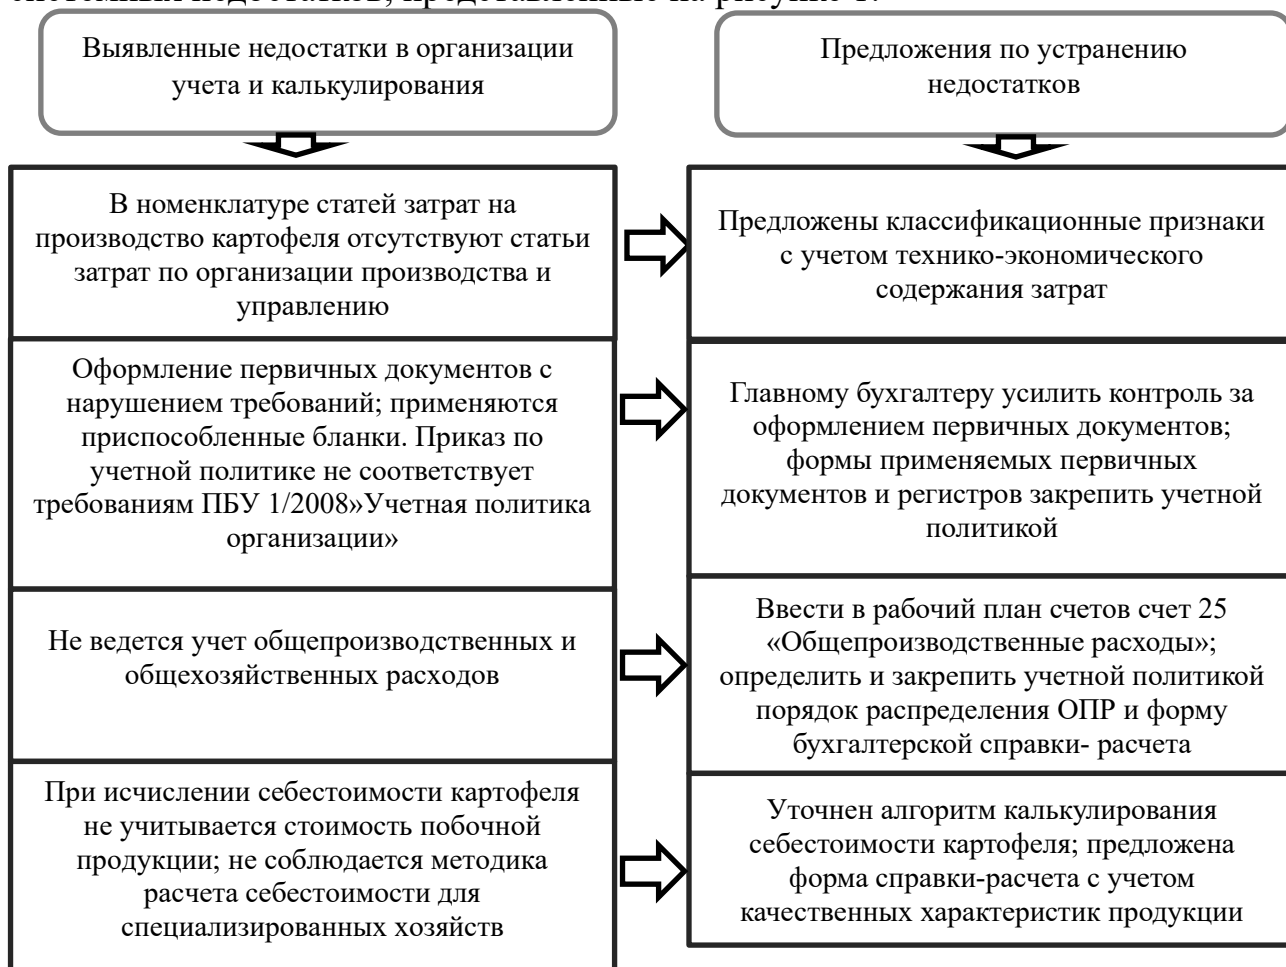 Выявленные недостатки в организации
учета и калькулирования
Предложения по устранению
недостатков
В номенклатуре статей затрат на
производство картофеля отсутствуют статьи
затрат по организации производства и
управлению
Предложены классификационные признаки
с учетом технико-экономического
содержания затрат
Оформление первичных документов с
нарушением требований; применяются
приспособленные бланки. Приказ по
учетной политике не соответствует
требованиям ПБУ 1/2008»Учетная политика
организации»
Главному бухгалтеру усилить контроль за
оформлением первичных документов;
формы применяемых первичных
документов и регистров закрепить учетной
политикой
Не ведется учет общепроизводственных и
общехозяйственных расходов
Ввести в рабочий план счетов счет 25
«Общепроизводственные расходы»;
определить и закрепить учетной политикой
порядок распределения ОПР и форму
бухгалтерской справки- расчета
При исчислении себестоимости картофеля
не учитывается стоимость побочной
продукции; не соблюдается методика
расчета себестоимости для
специализированных хозяйств
Уточнен алгоритм калькулирования
себестоимости картофеля; предложена
форма справки-расчета с учетом
качественных характеристик продукции